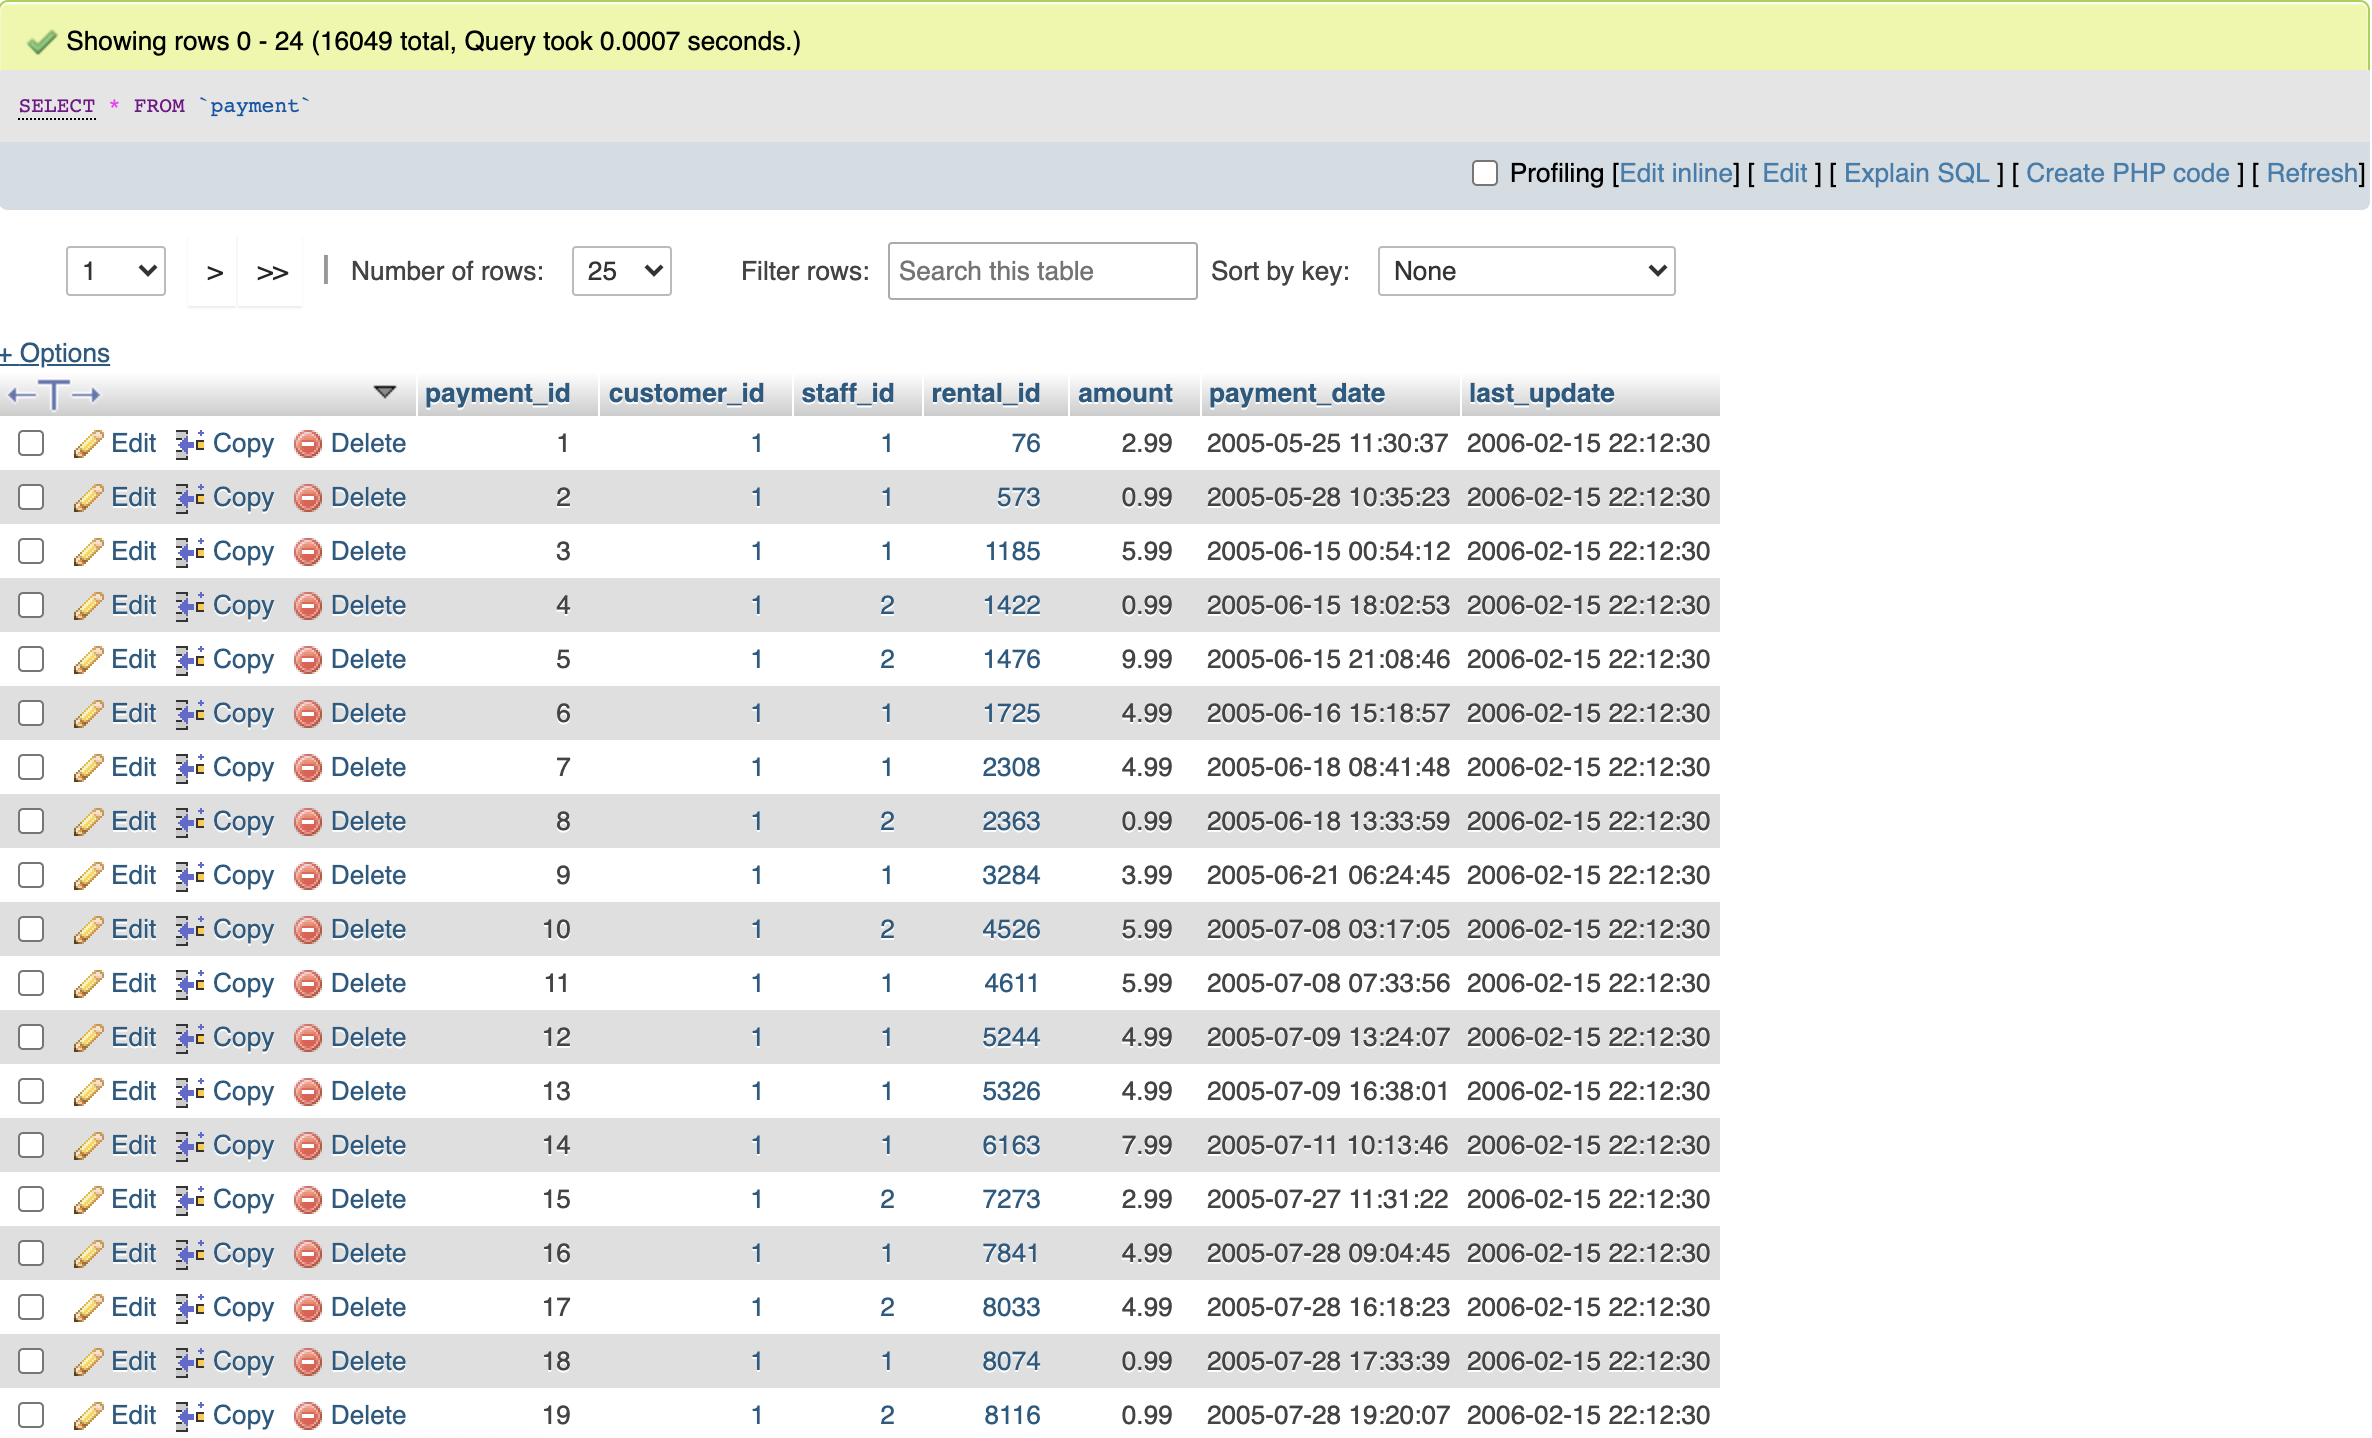 Showing rows 0 - 24 (16049 total, Query took 0.0007 seconds.)
SELECT * FROM `payment`
Profiling [Edit inline] [ Edit ] [ Explain SQL ] [ Create PHP code ] [ Refresh]
1 > >> | Number of rows: 25 Filter rows: Search this table Sort by key: None
+ Options
←T→ payment_id customer_id staff_id rental_id amount payment_date last_update
Edit Copy Delete 1 1 1 76 2.99 2005-05-25 11:30:37 2006-02-15 22:12:30
Edit Copy Delete 2 1 1 573 0.99 2005-05-28 10:35:23 2006-02-15 22:12:30
Edit Copy Delete 3 1 1 1185 5.99 2005-06-15 00:54:12 2006-02-15 22:12:30
Edit Copy Delete 4 1 2 1422 0.99 2005-06-15 18:02:53 2006-02-15 22:12:30
Edit Copy Delete 5 1 2 1476 9.99 2005-06-15 21:08:46 2006-02-15 22:12:30
Edit Copy Delete 6 1 1 1725 4.99 2005-06-16 15:18:57 2006-02-15 22:12:30
Edit Copy Delete 7 1 1 2308 4.99 2005-06-18 08:41:48 2006-02-15 22:12:30
Edit Copy Delete 8 1 2 2363 0.99 2005-06-18 13:33:59 2006-02-15 22:12:30
Edit Copy Delete 9 1 1 3284 3.99 2005-06-21 06:24:45 2006-02-15 22:12:30
Edit Copy Delete 10 1 2 4526 5.99 2005-07-08 03:17:05 2006-02-15 22:12:30
Edit Copy Delete 11 1 1 4611 5.99 2005-07-08 07:33:56 2006-02-15 22:12:30
Edit Copy Delete 12 1 1 5244 4.99 2005-07-09 13:24:07 2006-02-15 22:12:30
Edit Copy Delete 13 1 1 5326 4.99 2005-07-09 16:38:01 2006-02-15 22:12:30
Edit Copy Delete 14 1 1 6163 7.99 2005-07-11 10:13:46 2006-02-15 22:12:30
Edit Copy Delete 15 1 2 7273 2.99 2005-07-27 11:31:22 2006-02-15 22:12:30
Edit Copy Delete 16 1 1 7841 4.99 2005-07-28 09:04:45 2006-02-15 22:12:30
Edit Copy Delete 17 1 2 8033 4.99 2005-07-28 16:18:23 2006-02-15 22:12:30
Edit Copy Delete 18 1 1 8074 0.99 2005-07-28 17:33:39 2006-02-15 22:12:30
Edit Copy Delete 19 1 2 8116 0.99 2005-07-28 19:20:07 2006-02-15 22:12:30